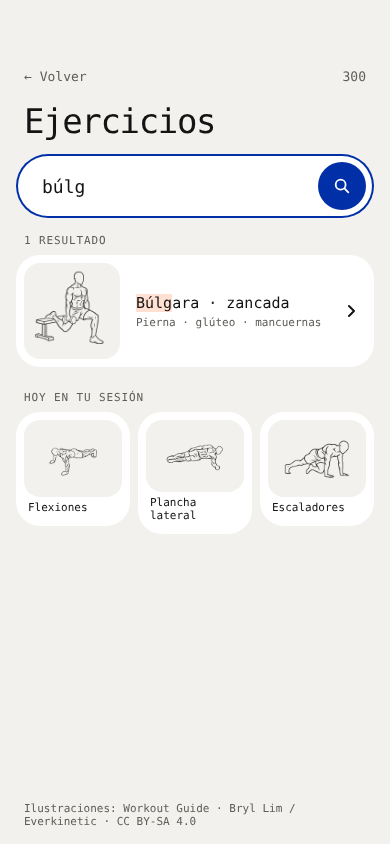 ← Volver
300
Ejercicios
búlg
1 RESULTADO
Búlgara · zancada
Pierna · glúteo · mancuernas
HOY EN TU SESIÓN
Flexiones
Plancha
lateral
Escaladores
Ilustraciones: Workout Guide · Bryl Lim /
Everkinetic · CC BY-SA 4.0